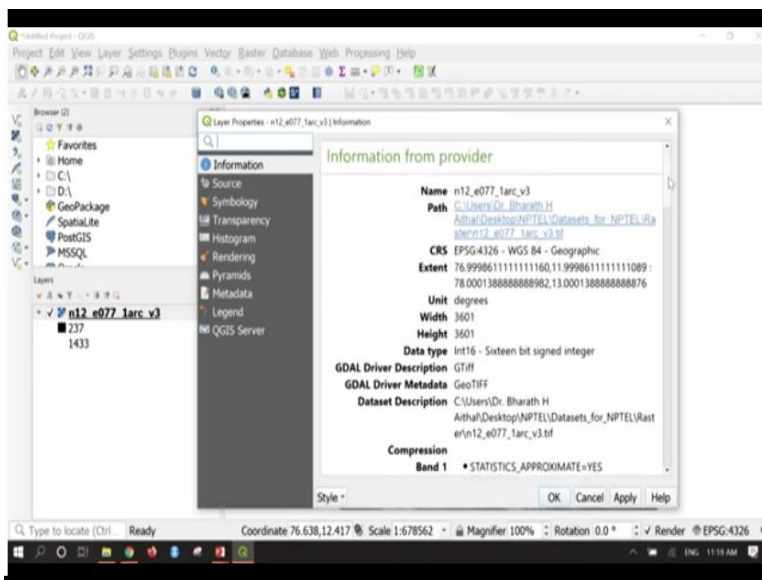 *Untitled Project - QGIS
Project Edit View Layer Settings Plugins Vector Raster Database Web Processing Help
Browser (2)
Favorites
Home
C:\
D:\
GeoPackage
SpatiaLite
PostGIS
MSSQL
Layers
n12_e077_1arc_v3
237
1433
Layer Properties - n12_e077_1arc_v3 | Information
Information
Source
Symbology
Transparency
Histogram
Rendering
Pyramids
Metadata
Legend
QGIS Server
Information from provider
Name n12_e077_1arc_v3
Path C:\Users\Dr. Bharath H
Aithal\Desktop\NPTEL\Datasets_for_NPTEL\Ra
ster\n12_e077_1arc_v3.tif
CRS EPSG:4326 - WGS 84 - Geographic
Extent 76.9998611111111160,11.9998611111111089 :
78.0001388888888982,13.0001388888888876
Unit degrees
Width 3601
Height 3601
Data type Int16 - Sixteen bit signed integer
GDAL Driver Description GTiff
GDAL Driver Metadata GeoTIFF
Dataset Description C:\Users\Dr. Bharath H
Aithal\Desktop\NPTEL\Datasets_for_NPTEL\Rast
er\n12_e077_1arc_v3.tif
Compression
Band 1 • STATISTICS_APPROXIMATE=YES
Style OK Cancel Apply Help
Type to locate (Ctrl Ready Coordinate 76.638,12.417 Scale 1:678562 Magnifier 100% Rotation 0.0 ° Render EPSG:4326
ENG 11:19 AM